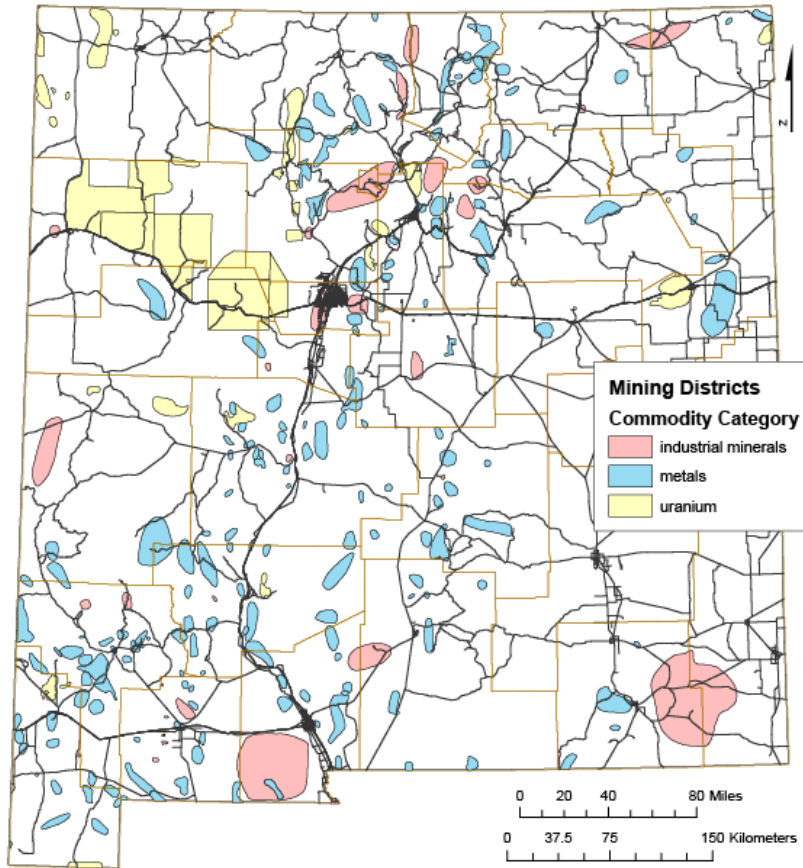 z
Mining Districts
Commodity Category
industrial minerals
metals
uranium
0 20 40 80 Miles
0 37.5 75 150 Kilometers